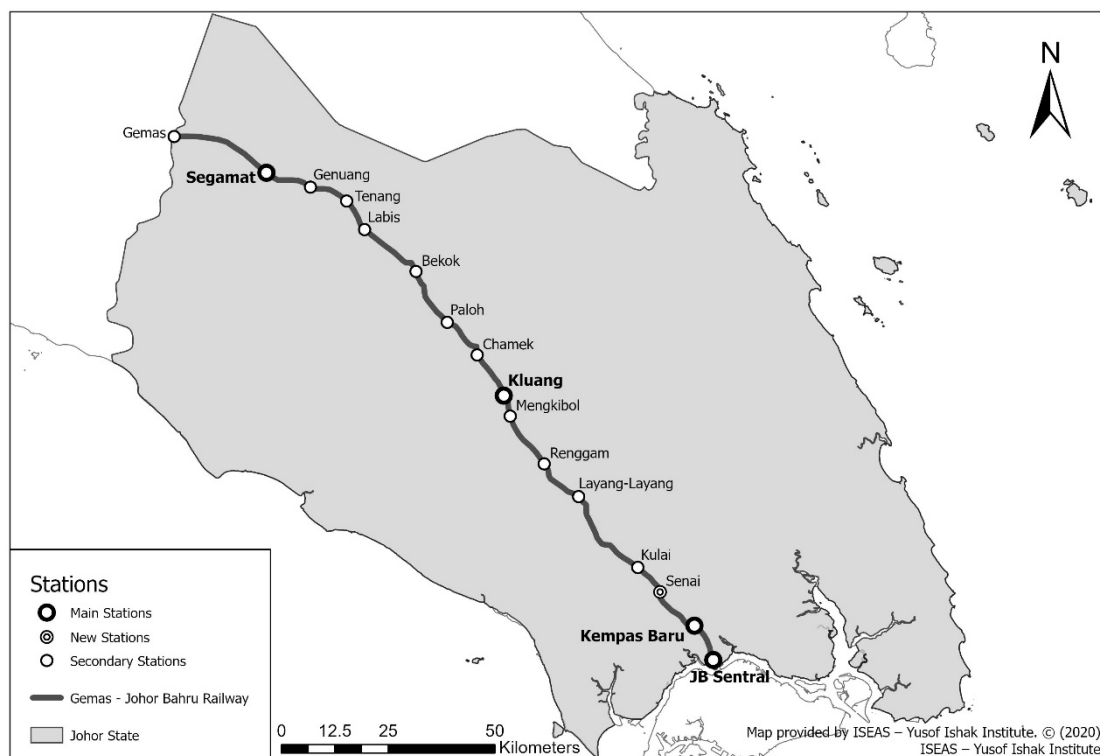 N
Gemas
Segamat
Genuang
Tenang
Labis
Bekok
Paloh
Chamek
Kluang
Mengkibol
Renggam
Layang-Layang
Kulai
Senai
Kempas Baru
JB Sentral
Stations
Main Stations
New Stations
Secondary Stations
Gemas - Johor Bahru Railway
Johor State
0 12.5 25 50
Kilometers
Map provided by ISEAS – Yusof Ishak Institute. © (2020)
ISEAS – Yusof Ishak Institute